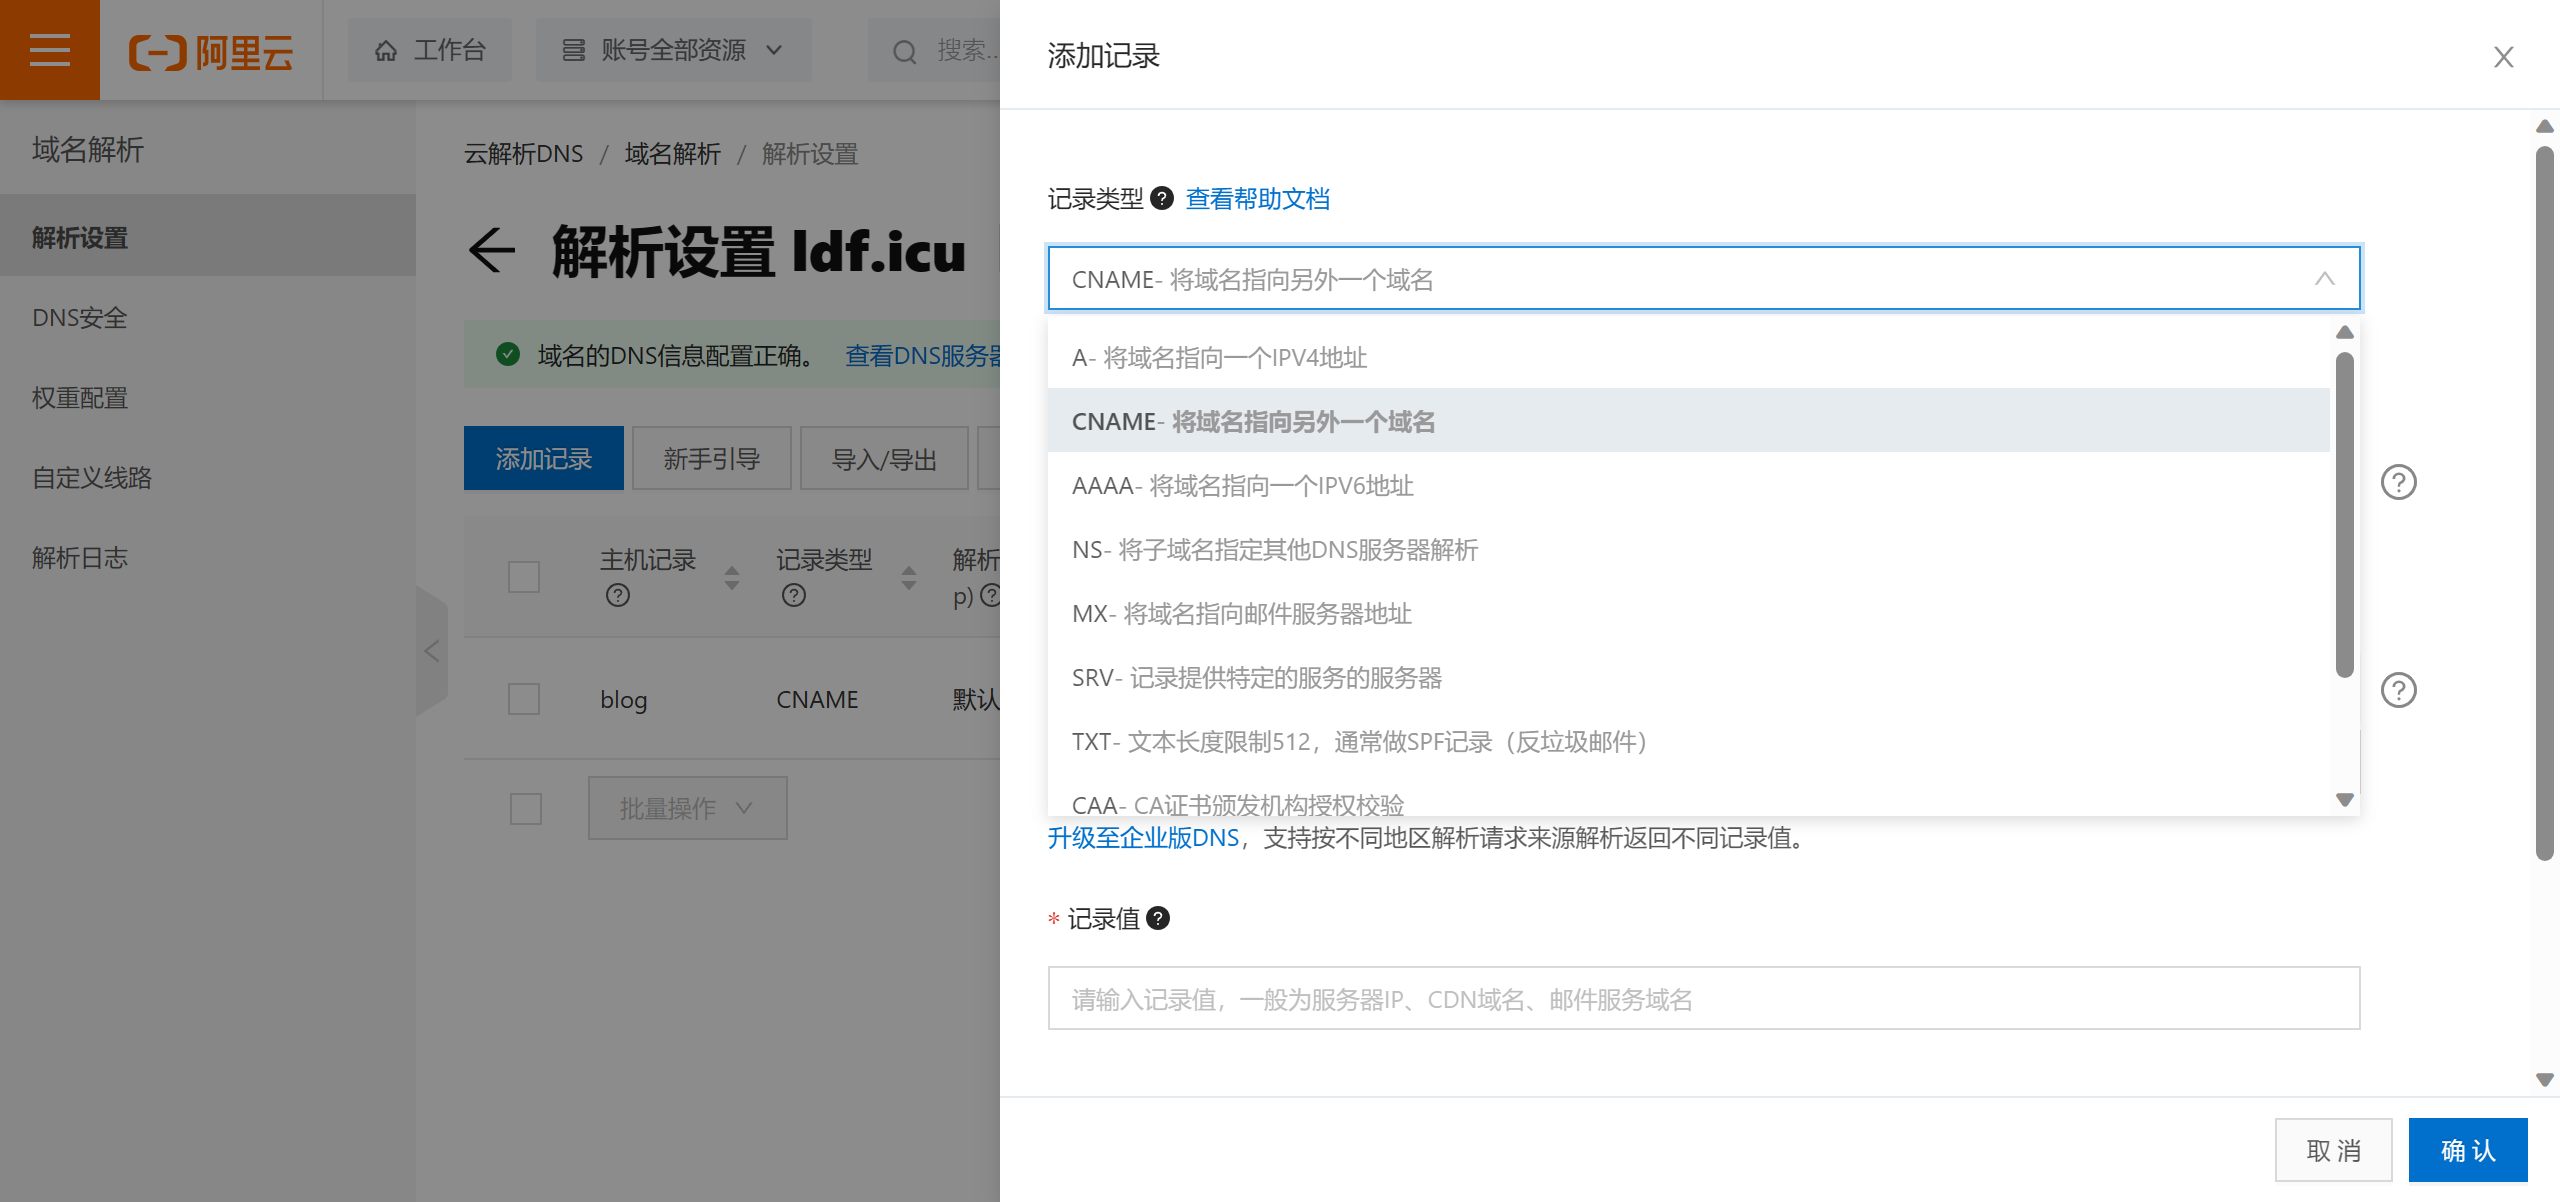 阿里云
工作台
账号全部资源
搜索...
域名解析
解析设置
DNS安全
权重配置
自定义线路
解析日志
云解析DNS / 域名解析 / 解析设置
解析设置 ldf.icu
域名的DNS信息配置正确。 查看DNS服务器
添加记录
新手引导
导入/导出
主机记录
记录类型
解析
p)
blog
CNAME
默认
批量操作
添加记录
记录类型 查看帮助文档
CNAME- 将域名指向另外一个域名
A- 将域名指向一个IPV4地址
CNAME- 将域名指向另外一个域名
AAAA- 将域名指向一个IPV6地址
NS- 将子域名指定其他DNS服务器解析
MX- 将域名指向邮件服务器地址
SRV- 记录提供特定的服务的服务器
TXT- 文本长度限制512，通常做SPF记录（反垃圾邮件）
CAA- CA证书颁发机构授权校验
升级至企业版DNS，支持按不同地区解析请求来源解析返回不同记录值。
* 记录值
请输入记录值，一般为服务器IP、CDN域名、邮件服务域名
取 消
确 认